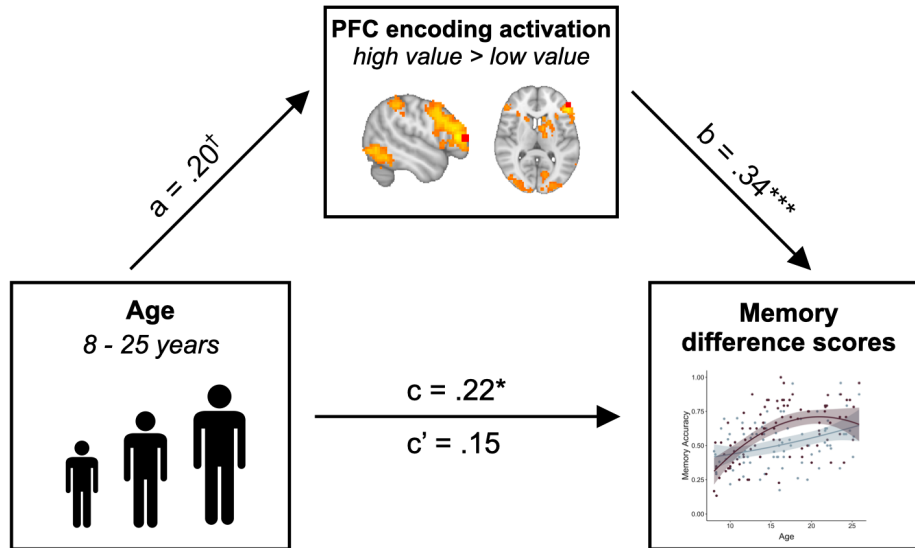 PFC encoding activation
high value > low value
a = .20†
b = .34***
Age
8 - 25 years
c = .22*
c' = .15
Memory
difference scores
Memory Accuracy
1.00
0.75
0.50
0.25
0.00
10
15
20
25
Age